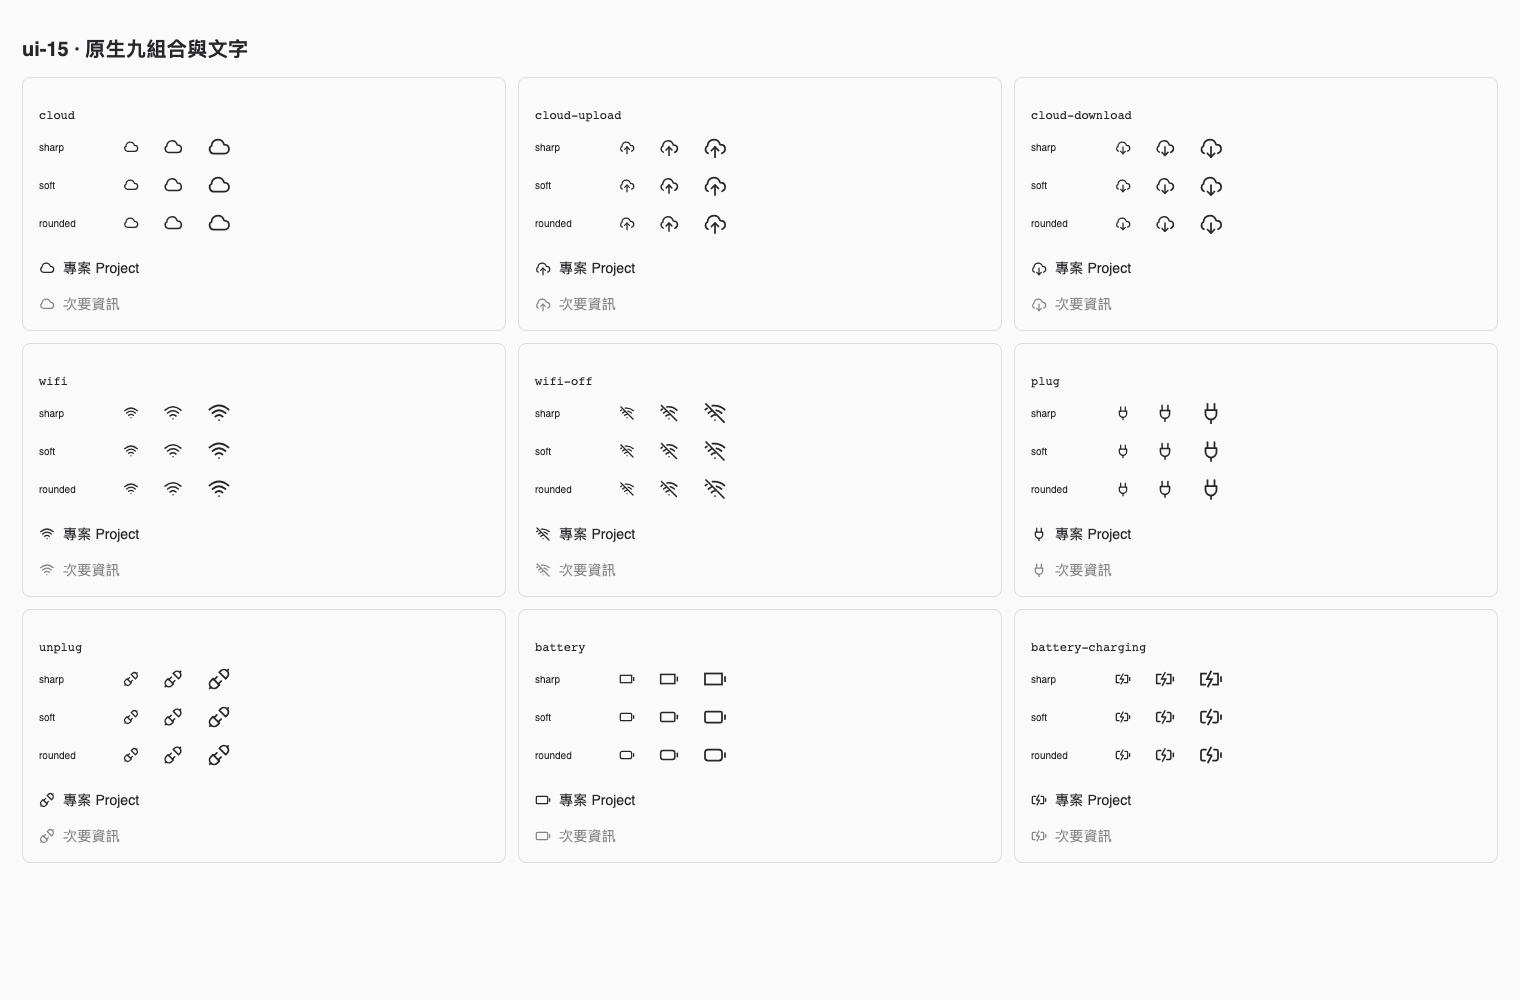 ui-15 · 原生九組合與文字
cloud
sharp
soft
rounded
專案 Project
次要資訊
cloud-upload
sharp
soft
rounded
專案 Project
次要資訊
cloud-download
sharp
soft
rounded
專案 Project
次要資訊
wifi
sharp
soft
rounded
專案 Project
次要資訊
wifi-off
sharp
soft
rounded
專案 Project
次要資訊
plug
sharp
soft
rounded
專案 Project
次要資訊
unplug
sharp
soft
rounded
專案 Project
次要資訊
battery
sharp
soft
rounded
專案 Project
次要資訊
battery-charging
sharp
soft
rounded
專案 Project
次要資訊